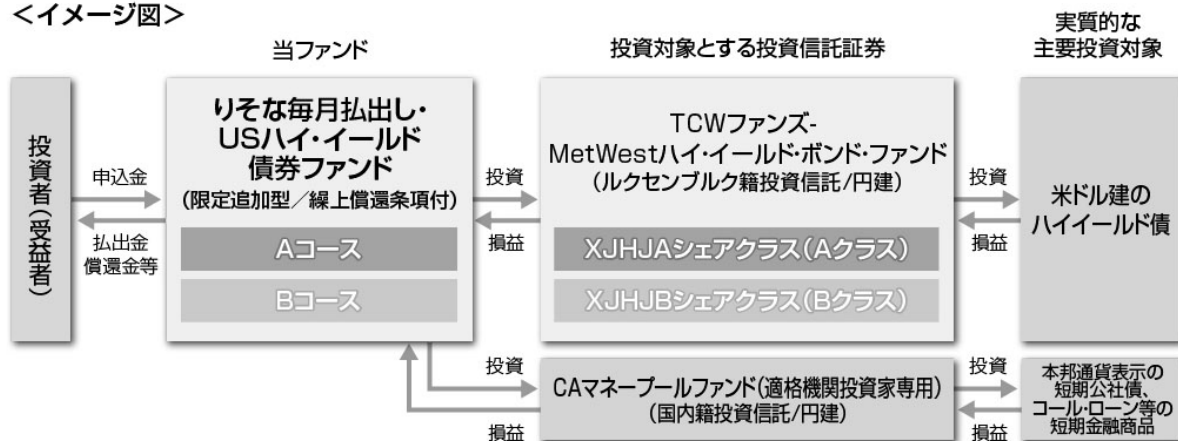 ＜イメージ図＞
当ファンド
投資対象とする投資信託証券
実質的な
主要投資対象
投資者（受益者）
申込金
払出金
償還金等
りそな毎月払出し・
USハイ・イールド
債券ファンド
（限定追加型／繰上償還条項付）
Aコース
Bコース
投資
損益
TCWファンズ-
MetWestハイ・イールド・ボンド・ファンド
（ルクセンブルク籍投資信託/円建）
XJHJAシェアクラス（Aクラス）
XJHJBシェアクラス（Bクラス）
投資
損益
米ドル建の
ハイイールド債
投資
損益
CAマネープールファンド（適格機関投資家専用）
（国内籍投資信託/円建）
投資
損益
本邦通貨表示の
短期公社債、
コール・ローン等の
短期金融商品